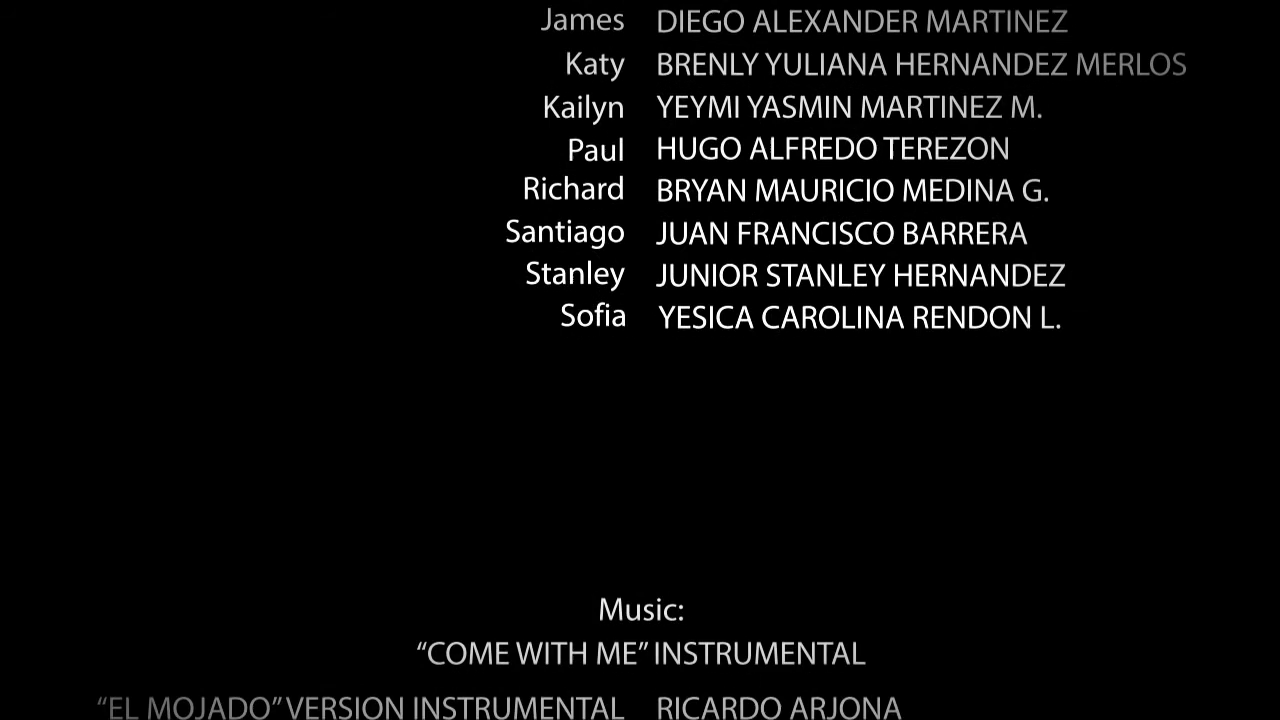 James DIEGO ALEXANDER MARTINEZ
Katy BRENLY YULIANA HERNANDEZ MERLOS
Kailyn YEYMI YASMIN MARTINEZ M.
Paul HUGO ALFREDO TEREZON
Richard BRYAN MAURICIO MEDINA G.
Santiago JUAN FRANCISCO BARRERA
Stanley JUNIOR STANLEY HERNANDEZ
Sofia YESICA CAROLINA RENDON L.
Music:
“COME WITH ME” INSTRUMENTAL
“EL MOJADO” VERSION INSTRUMENTAL RICARDO ARJONA